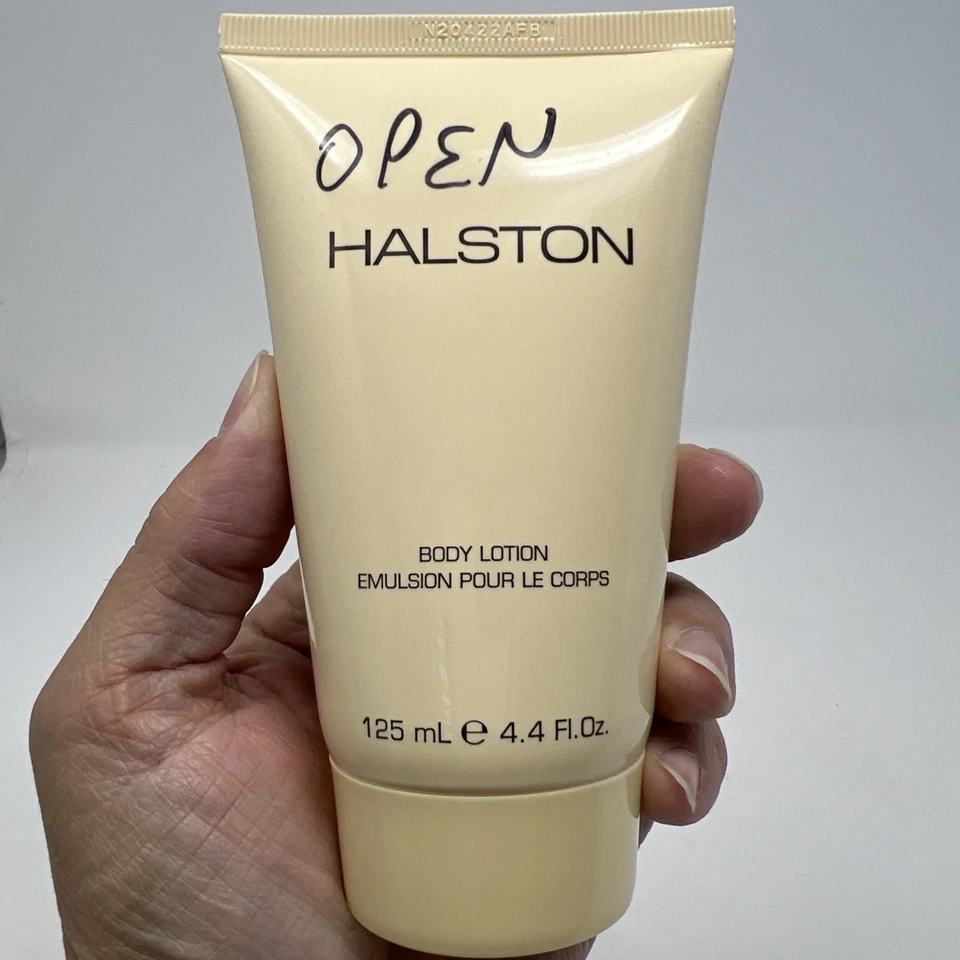 N20422AFB
OPEN
HALSTON
BODY LOTION
EMULSION POUR LE CORPS
125 mL ℮ 4.4 Fl.Oz.